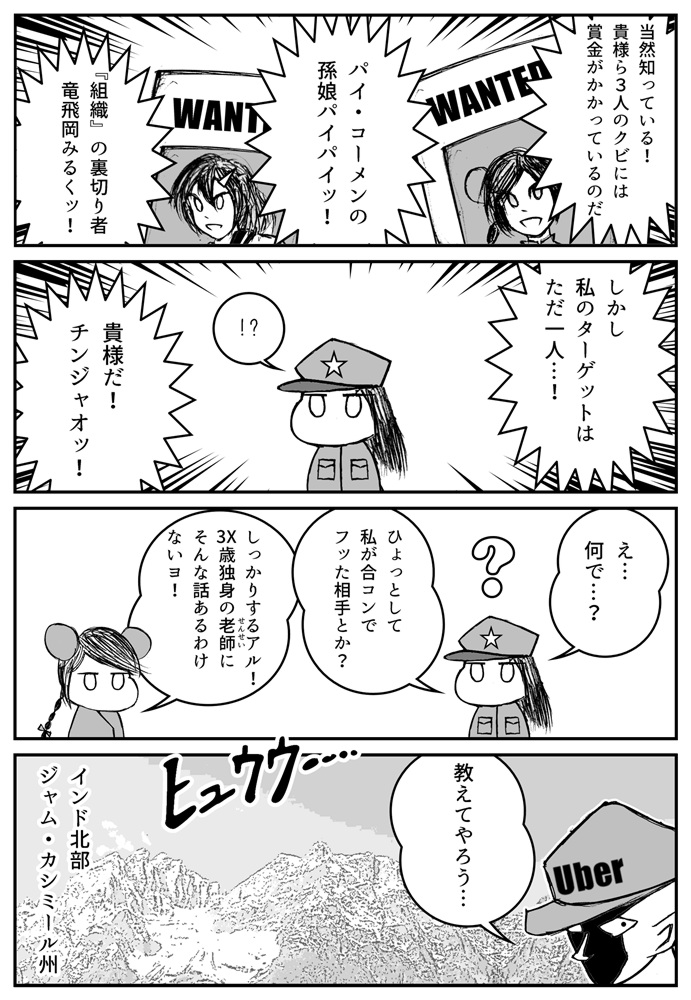 当然知っている！
貴様ら3人のクビには
賞金がかかっているのだ
WANTED
パイ・コーメンの
孫娘パイパイッ！
WANT
『組織』の裏切り者
竜飛岡みるくッ！
しかし
私のターゲットは
ただ一人…！
!?
貴様だ！
チンジャオッ！
え…
何で…？
?
ひょっとして
私が合コンで
フッた相手とか？
しっかりするアル！
3X歳独身の老師に
せんせい
そんな話あるわけ
ないヨ！
ヒュウウーー‥‥
教えてやろう…
Uber
インド北部
ジャム・カシミール州